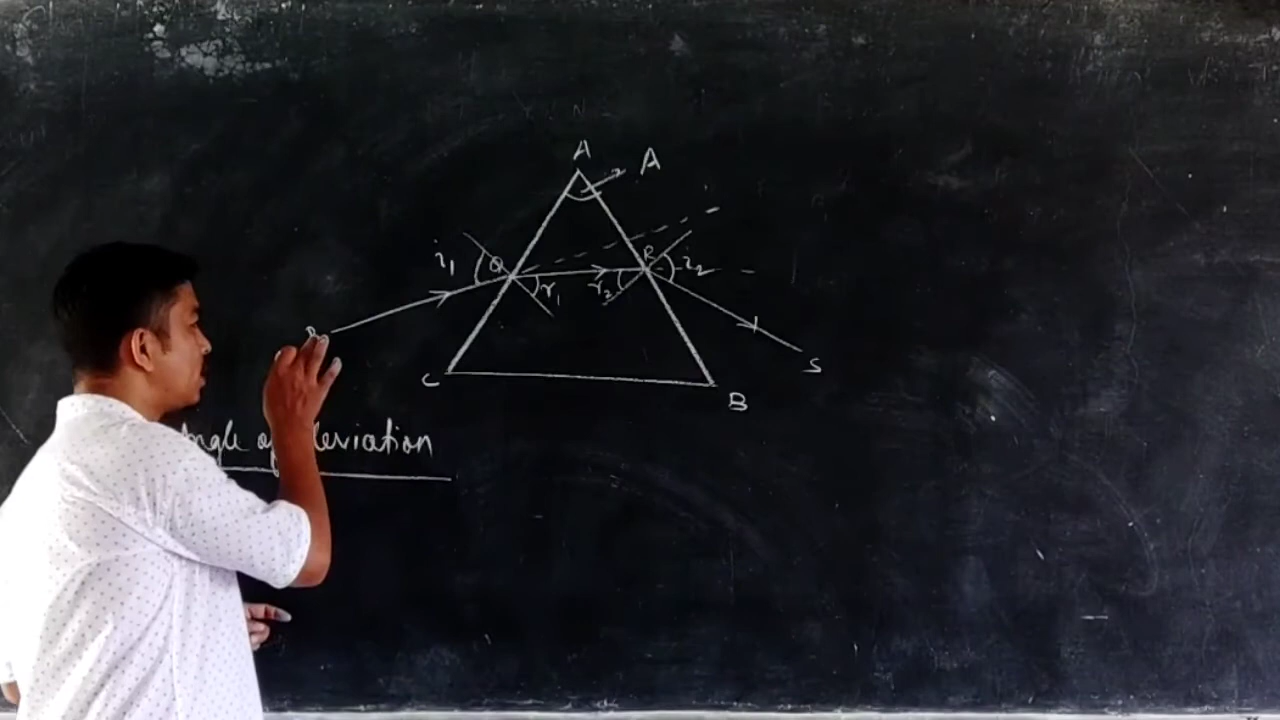 A
A
i₁
Q
R
i₂
r₁
r₂
P
S
C
B
Angle of deviation